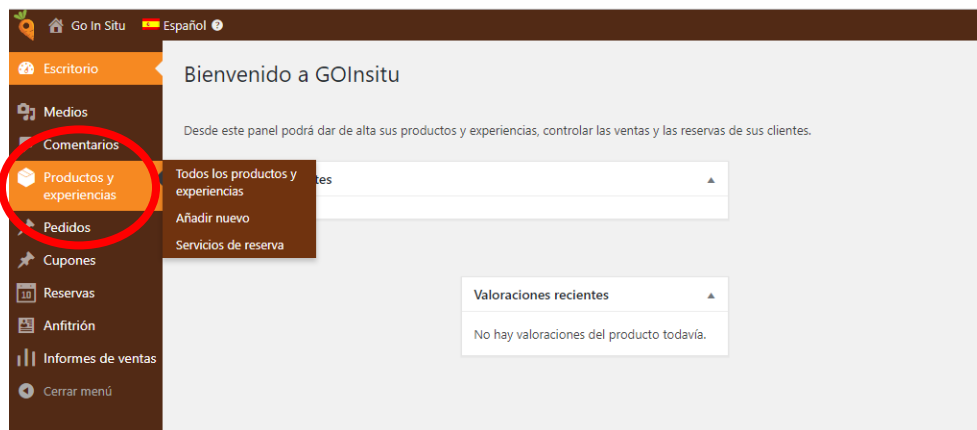 Go In Situ Español ?
Escritorio
Bienvenido a GOInsitu
Medios
Desde este panel podrá dar de alta sus productos y experiencias, controlar las ventas y las reservas de sus clientes.
Comentarios
Productos y
experiencias
Todos los productos y
experiencias
Añadir nuevo
Servicios de reserva
tes
Pedidos
Cupones
10 Reservas
Anfitrión
Informes de ventas
Cerrar menú
Valoraciones recientes
No hay valoraciones del producto todavía.